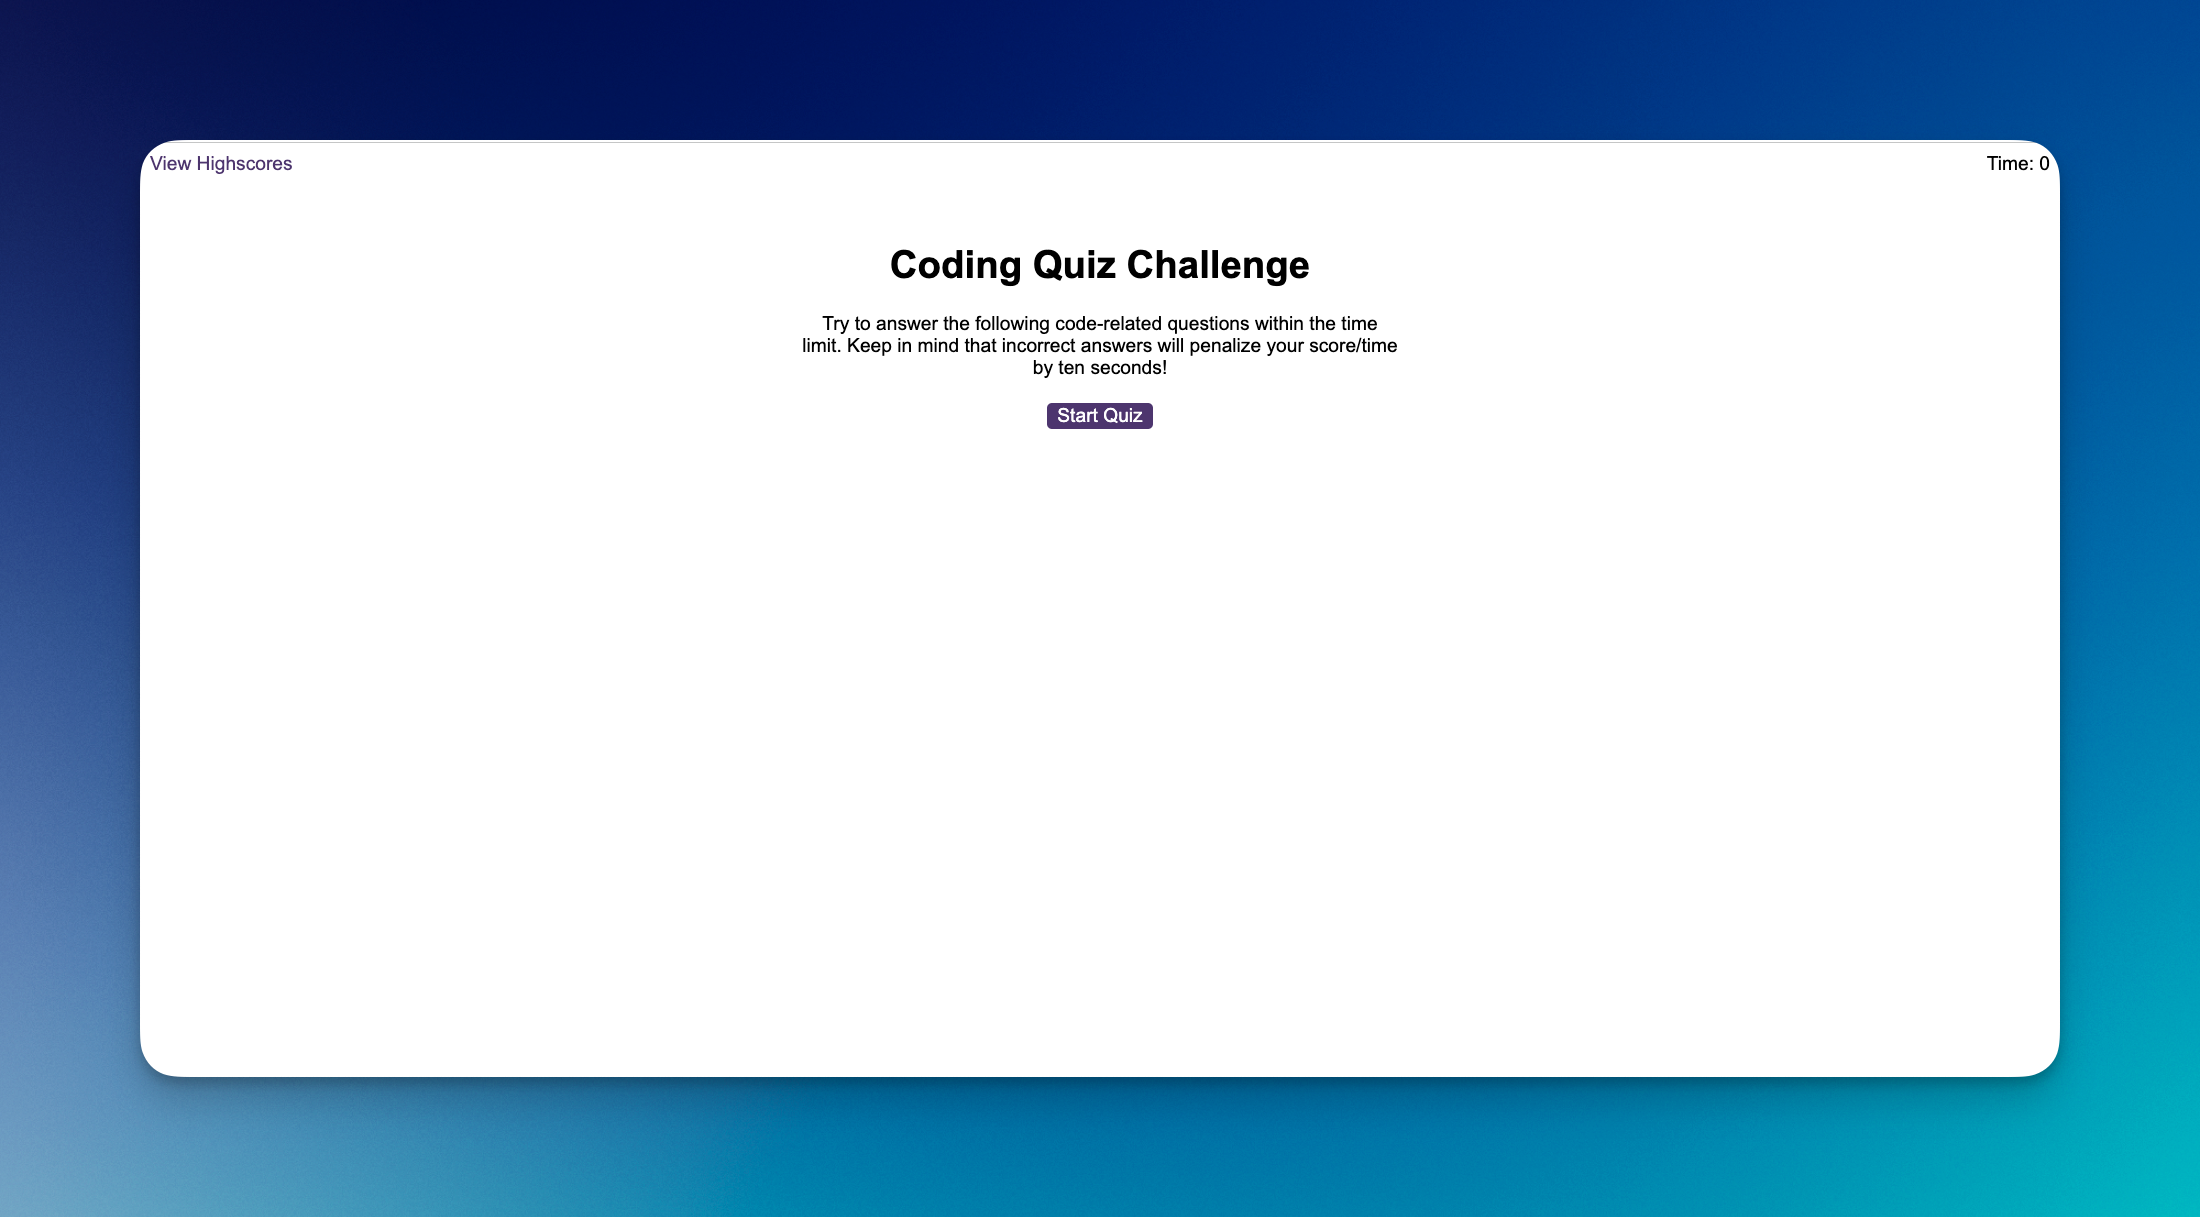 View Highscores
Time: 0
Coding Quiz Challenge
Try to answer the following code-related questions within the time
limit. Keep in mind that incorrect answers will penalize your score/time
by ten seconds!
Start Quiz